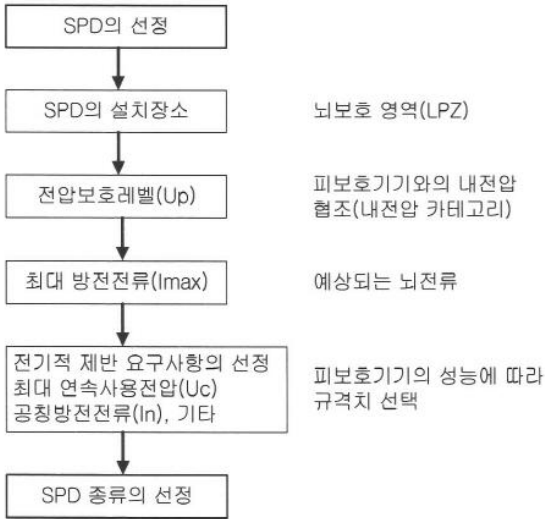 SPD의 선정
SPD의 설치장소
뇌보호 영역(LPZ)
전압보호레벨(Up)
피보호기기와의 내전압
협조(내전압 카테고리)
최대 방전전류(Imax)
예상되는 뇌전류
전기적 제반 요구사항의 선정
최대 연속사용전압(Uc)
공칭방전전류(In), 기타
피보호기기의 성능에 따라
규격치 선택
SPD 종류의 선정